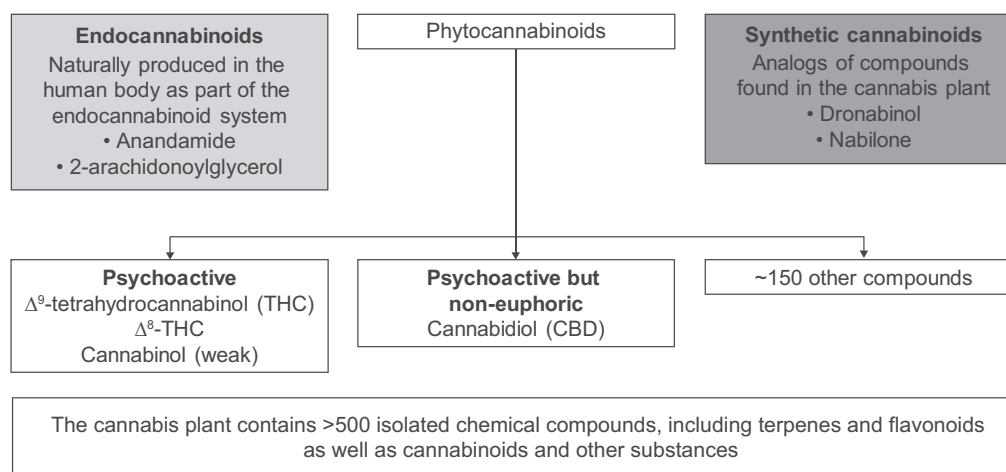 Endocannabinoids
Naturally produced in the
human body as part of the
endocannabinoid system
• Anandamide
• 2-arachidonoylglycerol
Phytocannabinoids
Synthetic cannabinoids
Analogs of compounds
found in the cannabis plant
• Dronabinol
• Nabilone
Psychoactive
Δ⁹-tetrahydrocannabinol (THC)
Δ⁸-THC
Cannabinol (weak)
Psychoactive but
non-euphoric
Cannabidiol (CBD)
~150 other compounds
The cannabis plant contains >500 isolated chemical compounds, including terpenes and flavonoids
as well as cannabinoids and other substances